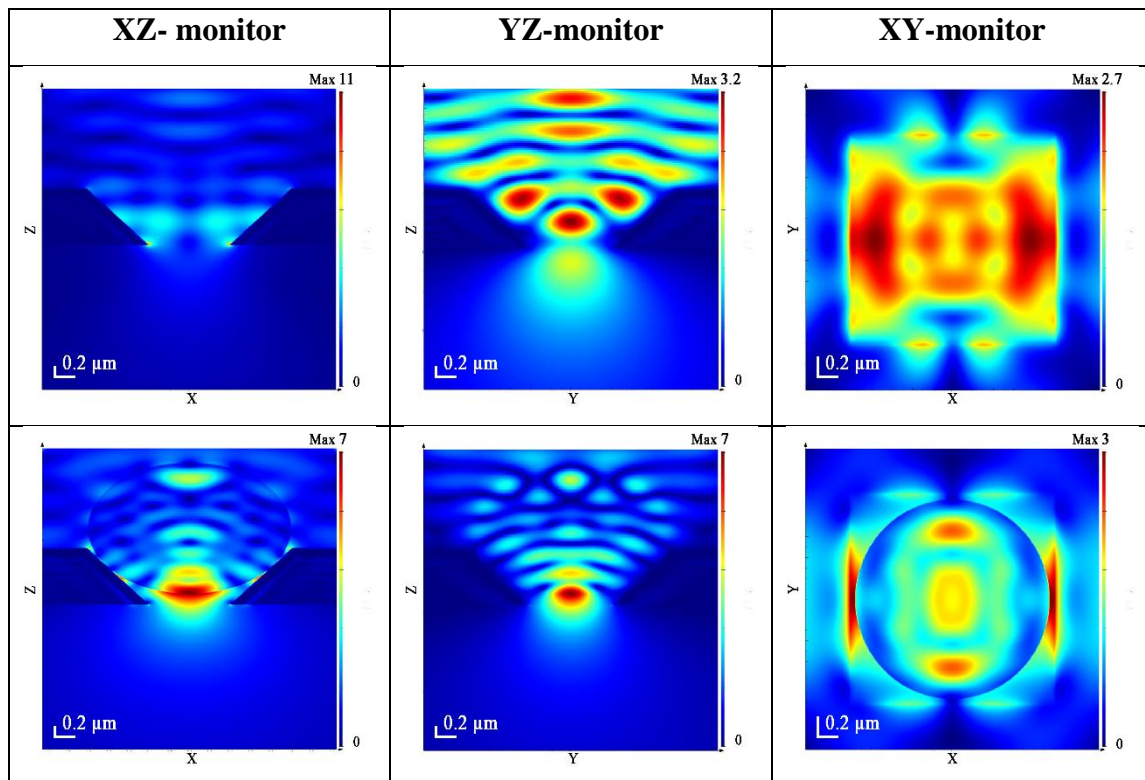 XZ- monitor
YZ-monitor
XY-monitor
Max 11
Z
0.2 µm
0
X
Max 3.2
Z
0.2 µm
0
Y
Max 2.7
Y
0.2 µm
0
X
Max 7
Z
0.2 µm
0
X
Max 7
Z
0.2 µm
0
Y
Max 3
Y
0.2 µm
0
X